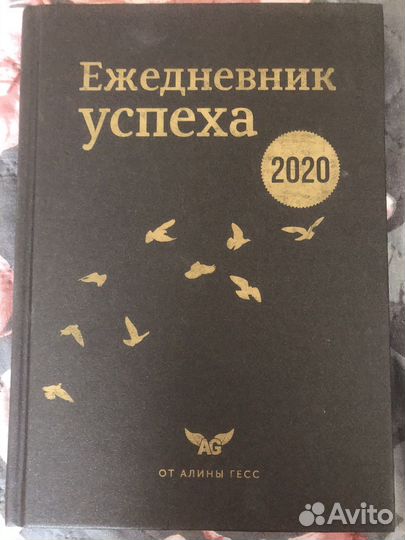 Ежедневник
успеха
2020
AG
ОТ АЛИНЫ ГЕСС
Avito